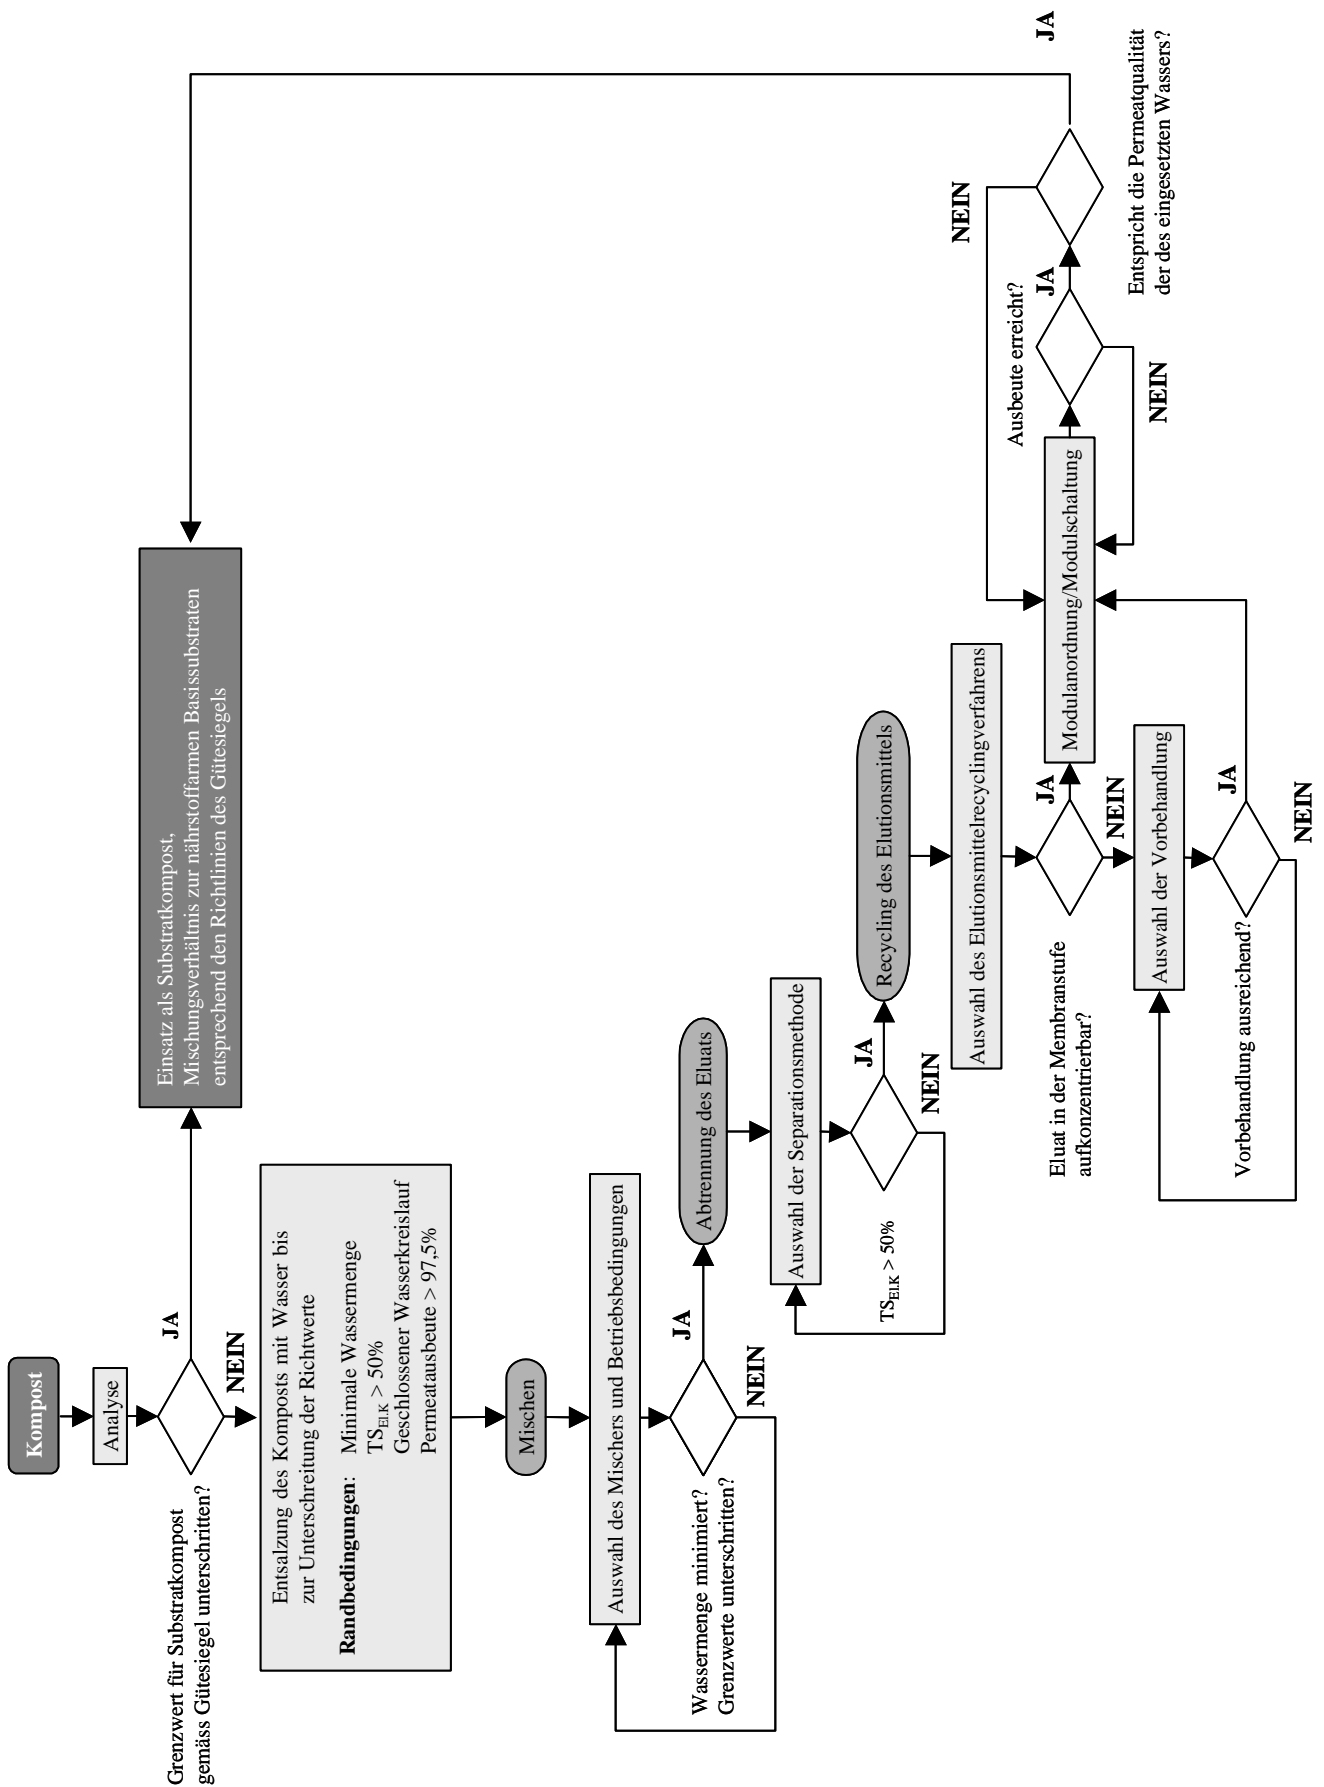 Kompost
Analyse
Grenzwert für Substratkompost
gemäss Gütesiegel unterschritten?
JA
NEIN
Einsatz als Substratkompost,
Mischungsverhältnis zur nährstoffarmen Basissubstraten
entsprechend den Richtlinien des Gütesiegels
Entsalzung des Komposts mit Wasser bis
zur Unterschreitung der Richtwerte
Randbedingungen: Minimale Wassermenge
TS_El.K > 50%
Geschlossener Wasserkreislauf
Permeatausbeute > 97,5%
Mischen
Auswahl des Mischers und Betriebsbedingungen
Wassermenge minimiert?
Grenzwerte unterschritten?
JA
NEIN
Abtrennung des Eluats
Auswahl der Separationsmethode
TS_El.K > 50%
JA
NEIN
Recycling des Elutionsmittels
Auswahl des Elutionsmittelrecyclingverfahrens
Eluat in der Membranstufe
aufkonzentrierbar?
JA
NEIN
Auswahl der Vorbehandlung
Vorbehandlung ausreichend?
JA
NEIN
Modulanordnung/Modulschaltung
Ausbeute erreicht?
JA
NEIN
Entspricht die Permeatqualität
der des eingesetzten Wassers?
NEIN
JA